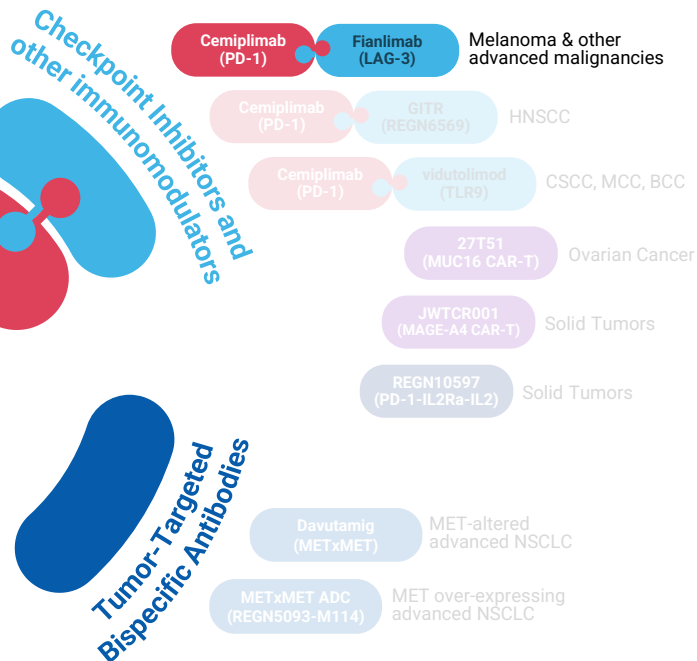 Checkpoint Inhibitors and
other immunomodulators
Cemiplimab
(PD-1)
Fianlimab
(LAG-3)
Melanoma & other
advanced malignancies
Cemiplimab
(PD-1)
GITR
(REGN6569)
HNSCC
Cemiplimab
(PD-1)
vidutolimod
(TLR9)
CSCC, MCC, BCC
27T51
(MUC16 CAR-T)
Ovarian Cancer
JWTCR001
(MAGE-A4 CAR-T)
Solid Tumors
REGN10597
(PD-1-IL2Ra-IL2)
Solid Tumors
Tumor-Targeted
Bispecific Antibodies
Davutamig
(METxMET)
MET-altered
advanced NSCLC
METxMET ADC
(REGN5093-M114)
MET over-expressing
advanced NSCLC